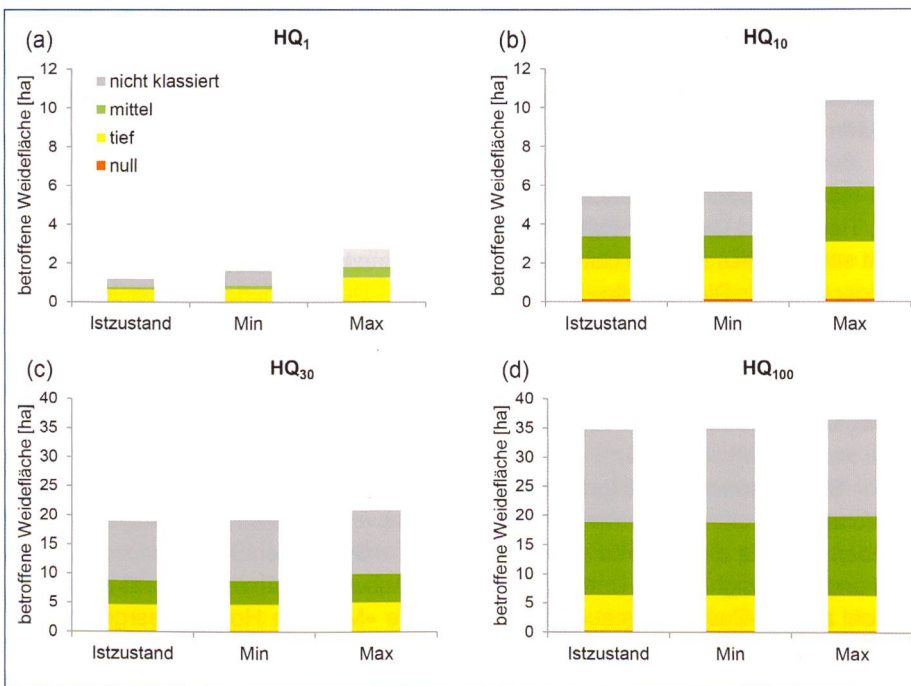 (a)
HQ1
betroffene Weidefläche [ha]
12
10
8
6
4
2
0
nicht klassiert
mittel
tief
null
Istzustand
Min
Max
(b)
HQ10
betroffene Weidefläche [ha]
12
10
8
6
4
2
0
Istzustand
Min
Max
(c)
HQ30
betroffene Weidefläche [ha]
40
35
30
25
20
15
10
5
0
Istzustand
Min
Max
(d)
HQ100
betroffene Weidefläche [ha]
40
35
30
25
20
15
10
5
0
Istzustand
Min
Max